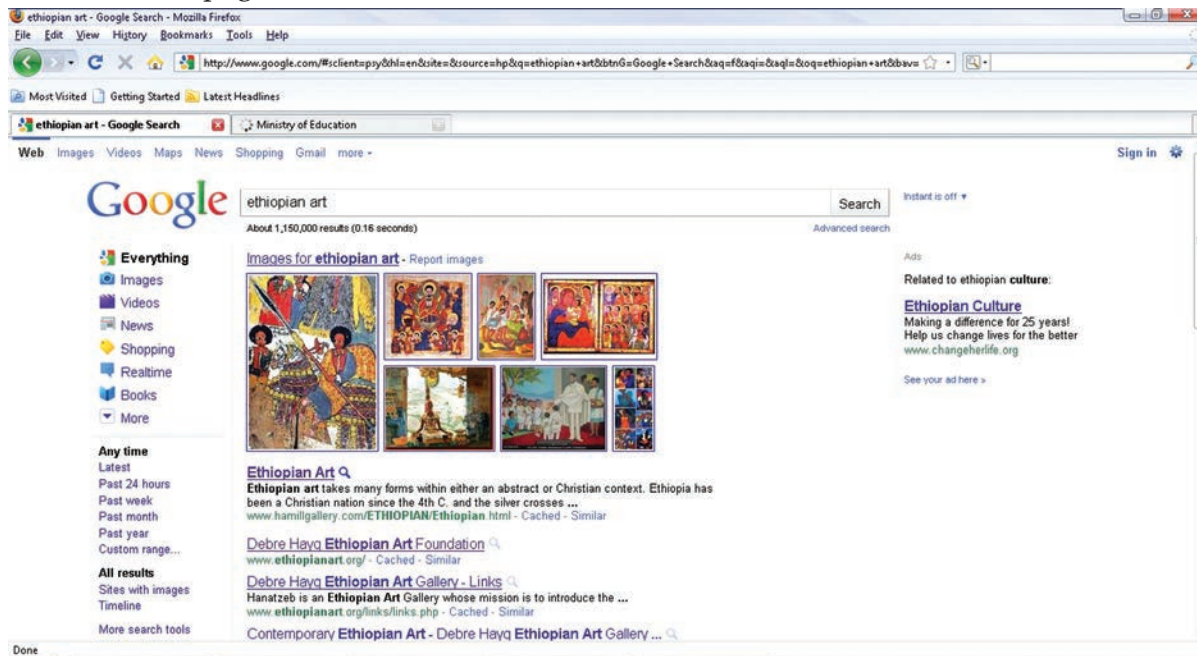 ethiopian art - Google Search - Mozilla Firefox
File Edit View History Bookmarks Tools Help
http://www.google.com/#sclient=psy&hl=en&site=&source=hp&q=ethiopian+art&btnG=Google+Search&aq=f&aqi=&aql=&oq=ethiopian+art&bav=
Most Visited Getting Started Latest Headlines
ethiopian art - Google Search Ministry of Education
Web Images Videos Maps News Shopping Gmail more Sign in
Google ethiopian art Search Instant is off
About 1,150,000 results (0.16 seconds) Advanced search
Everything
Images
Videos
News
Shopping
Realtime
Books
More
Any time
Latest
Past 24 hours
Past week
Past month
Past year
Custom range...
All results
Sites with images
Timeline
More search tools
Images for ethiopian art - Report images
Ethiopian Art
Ethiopian art takes many forms within either an abstract or Christian context. Ethiopia has
been a Christian nation since the 4th C. and the silver crosses ...
www.hamillgallery.com/ETHIOPIAN/Ethiopian.html - Cached - Similar
Debre Hayq Ethiopian Art Foundation
www.ethiopianart.org/ - Cached - Similar
Debre Hayq Ethiopian Art Gallery - Links
Hanatzeb is an Ethiopian Art Gallery whose mission is to introduce the ...
www.ethiopianart.org/links/links.php - Cached - Similar
Contemporary Ethiopian Art - Debre Hayq Ethiopian Art Gallery ...
Ads
Related to ethiopian culture:
Ethiopian Culture
Making a difference for 25 years!
Help us change lives for the better
www.changeherlife.org
See your ad here »
Done